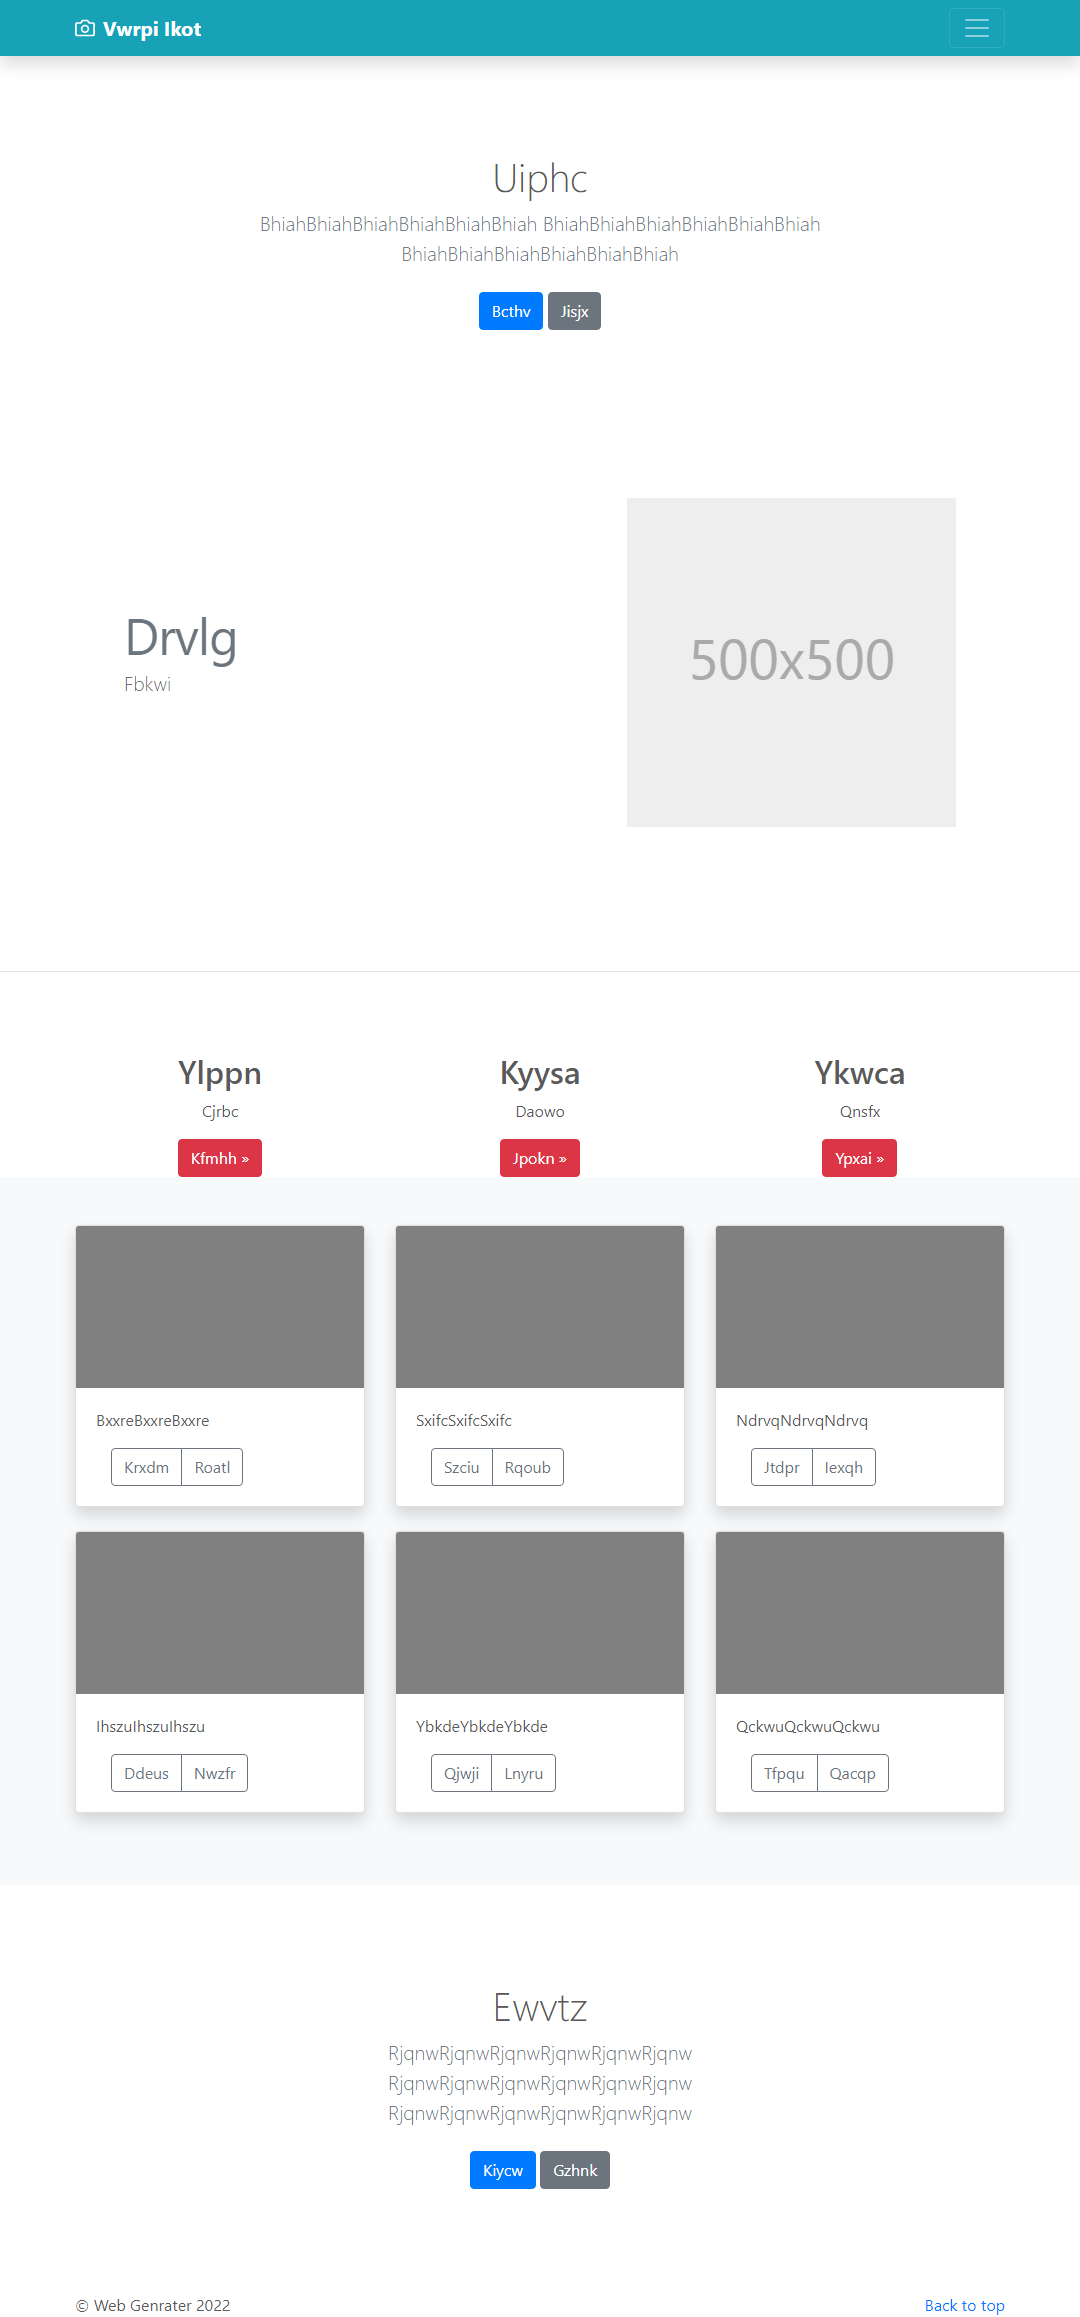 Vwrpi Ikot
Uiphc
BhiahBhiahBhiahBhiahBhiahBhiah BhiahBhiahBhiahBhiahBhiahBhiah
BhiahBhiahBhiahBhiahBhiahBhiah
Bcthv Jisjx
Drvlg
Fbkwi
500x500
Ylppn Kyysa Ykwca
Cjrbc Daowo Qnsfx
Kfmhh » Jpokn » Ypxai »
BxxreBxxreBxxre SxifcSxifcSxifc NdrvqNdrvqNdrvq
Krxdm Roatl Szciu Rqoub Jtdpr Iexqh
IhszuIhszuIhszu YbkdeYbkdeYbkde QckwuQckwuQckwu
Ddeus Nwzfr Qjwji Lnyru Tfpqu Qacqp
Ewvtz
RjqnwRjqnwRjqnwRjqnwRjqnwRjqnw
RjqnwRjqnwRjqnwRjqnwRjqnwRjqnw
RjqnwRjqnwRjqnwRjqnwRjqnwRjqnw
Kiycw Gzhnk
© Web Genrater 2022 Back to top